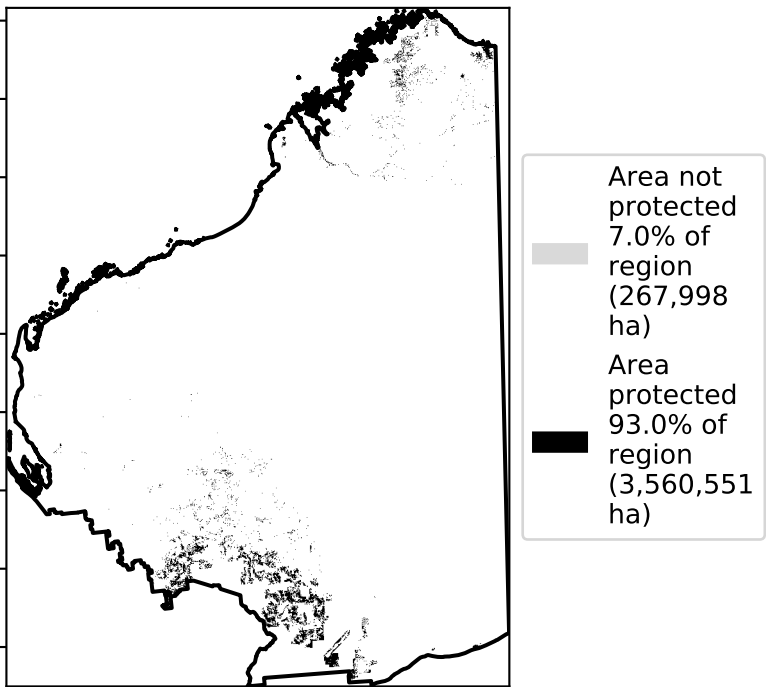 Area not
protected
7.0% of
region
(267,998
ha)
Area
protected
93.0% of
region
(3,560,551
ha)